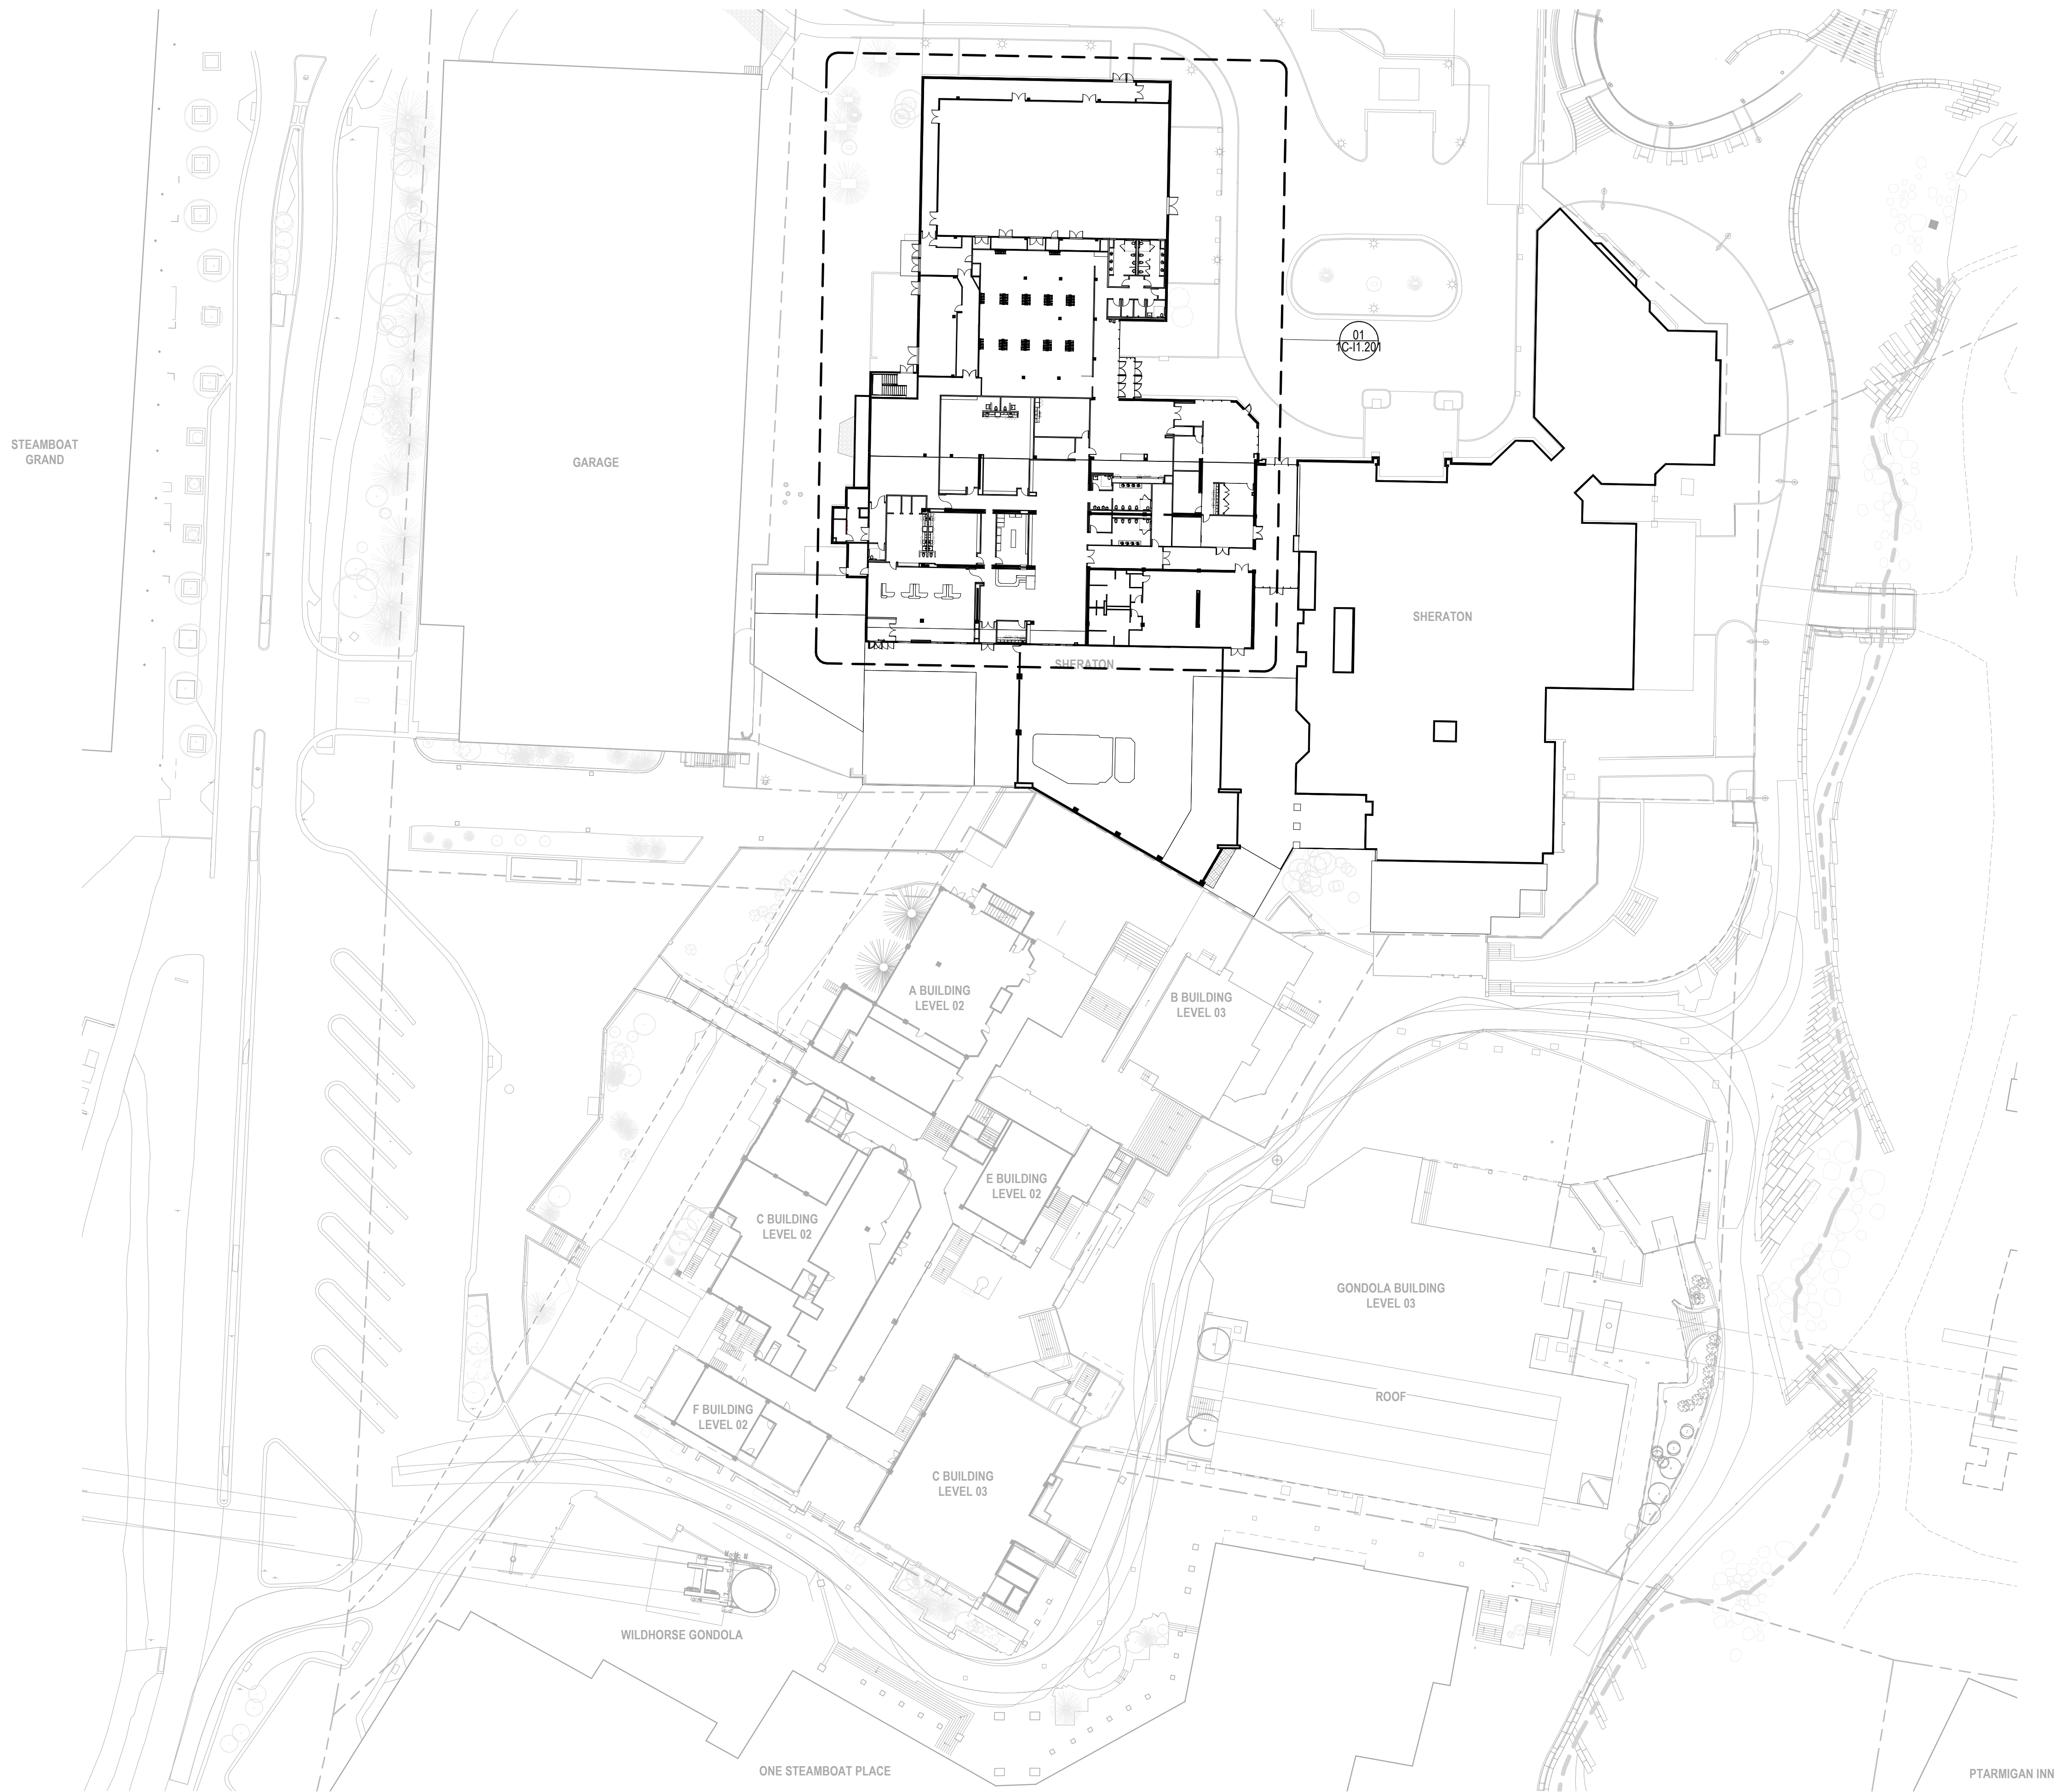 01
1C-I1.201
STEAMBOAT
GRAND
GARAGE
SHERATON
SHERATON
A BUILDING
LEVEL 02
B BUILDING
LEVEL 03
E BUILDING
LEVEL 02
C BUILDING
LEVEL 02
GONDOLA BUILDING
LEVEL 03
ROOF
F BUILDING
LEVEL 02
C BUILDING
LEVEL 03
WILDHORSE GONDOLA
ONE STEAMBOAT PLACE
PTARMIGAN INN